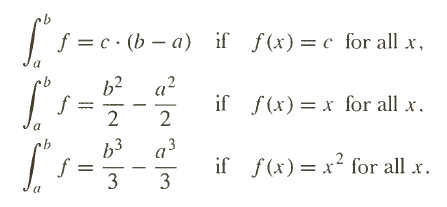 ∫_a^b f = c · (b − a) if f(x) = c for all x,
∫_a^b f = b²/2 − a²/2 if f(x) = x for all x,
∫_a^b f = b³/3 − a³/3 if f(x) = x² for all x.